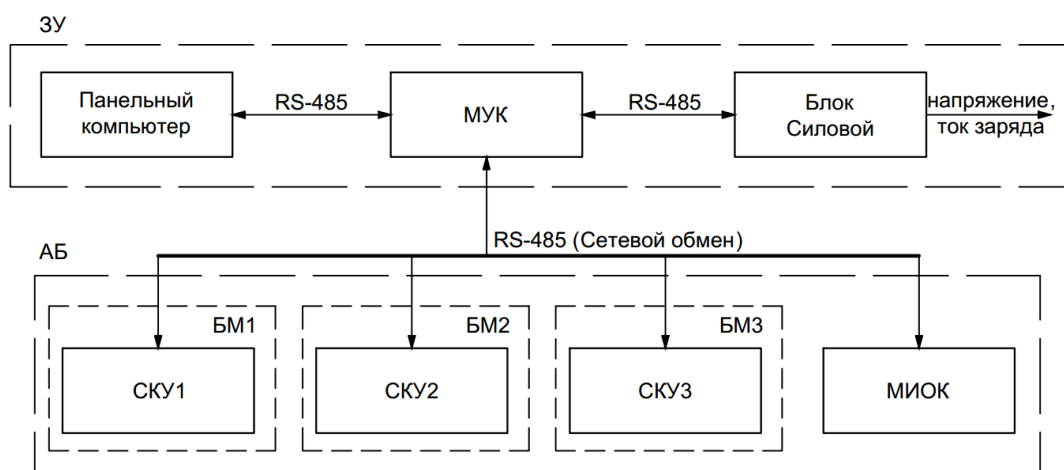 ЗУ
Панельный
компьютер
RS-485
МУК
RS-485
Блок
Силовой
напряжение,
ток заряда
RS-485 (Сетевой обмен)
АБ
БМ1
БМ2
БМ3
СКУ1
СКУ2
СКУ3
МИОК